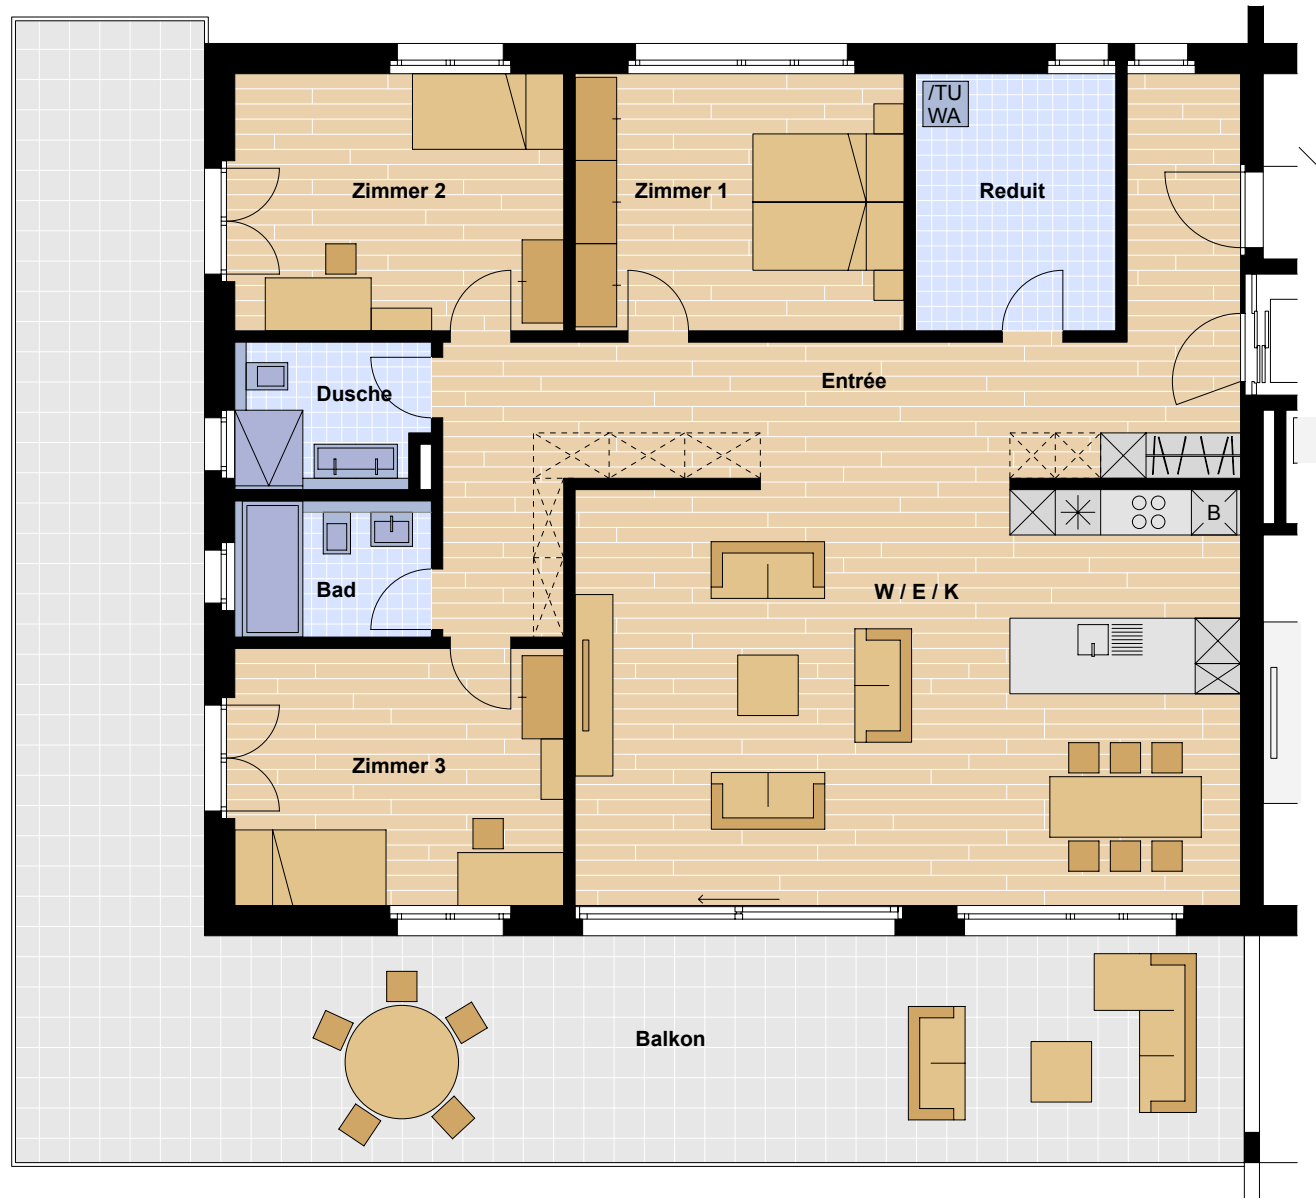 /TU
WA
Zimmer 2
Zimmer 1
Reduit
Entrée
Dusche
B
Bad
W / E / K
Zimmer 3
Balkon